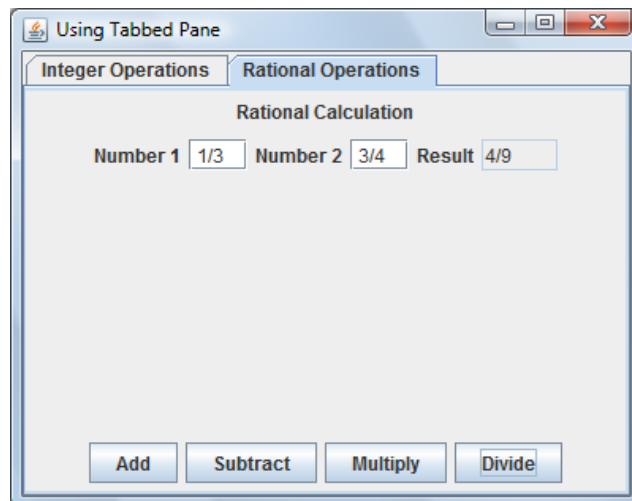 Using Tabbed Pane
Integer Operations Rational Operations
Rational Calculation
Number 1 1/3 Number 2 3/4 Result 4/9
Add Subtract Multiply Divide